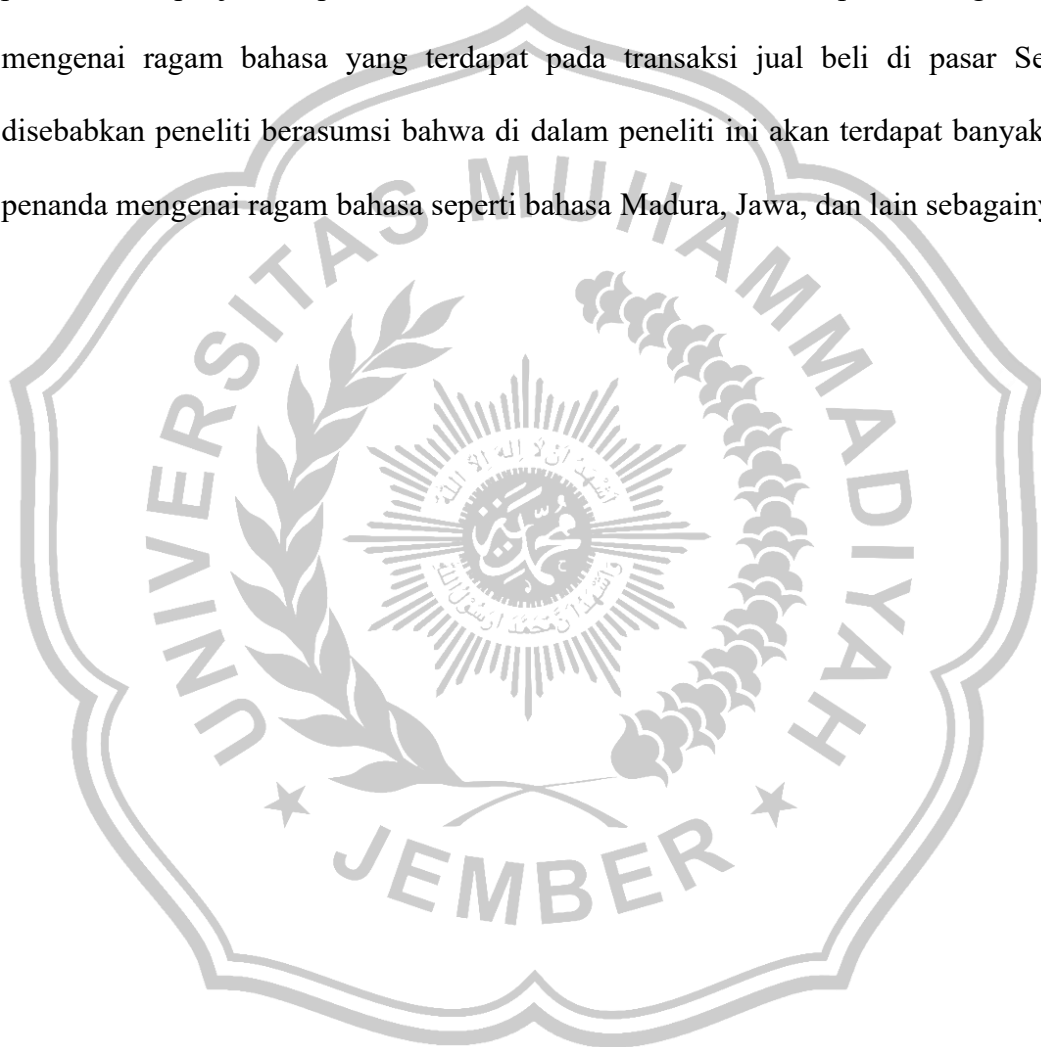 mengenai ragam bahasa yang terdapat pada transaksi jual beli di pasar Se
disebabkan peneliti berasumsi bahwa di dalam peneliti ini akan terdapat banyak
penanda mengenai ragam bahasa seperti bahasa Madura, Jawa, dan lain sebagainy
UNIVERSITAS MUHAMMADIYAH
JEMBER